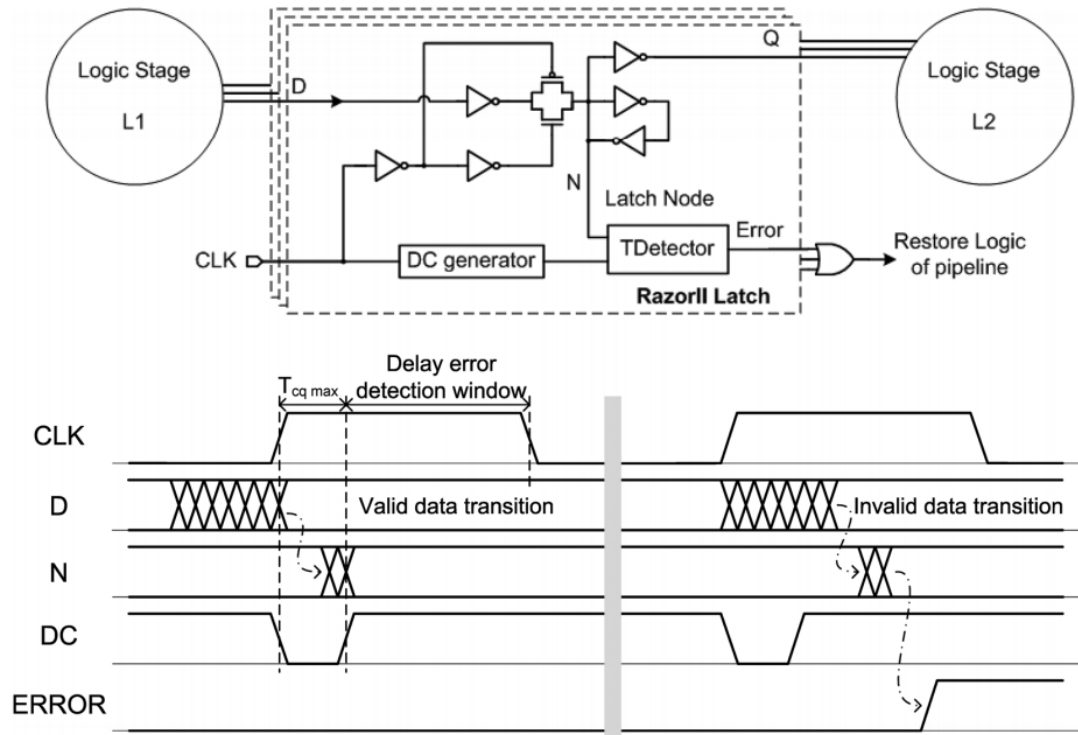 Logic Stage
L1
D
Q
Logic Stage
L2
N
Latch Node
Error
CLK
DC generator
TDetector
Restore Logic
of pipeline
RazorII Latch
Delay error
detection window
Tcq max
CLK
D
Valid data transition
Invalid data transition
N
DC
ERROR